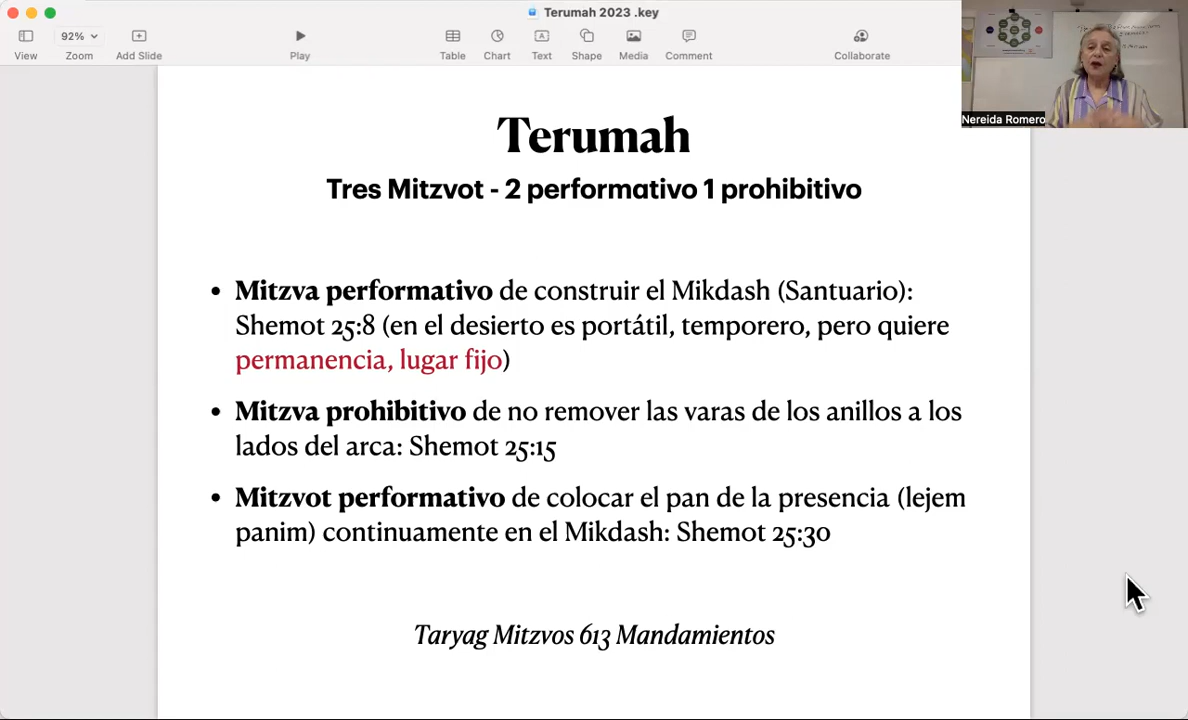 Terumah 2023 .key
92%
View
Zoom
Add Slide
Play
Table
Chart
Text
Shape
Media
Comment
Collaborate
Nereida Romero
Terumah
Tres Mitzvot - 2 performativo 1 prohibitivo
• Mitzva performativo de construir el Mikdash (Santuario):
Shemot 25:8 (en el desierto es portátil, temporero, pero quiere
permanencia, lugar fijo)
• Mitzva prohibitivo de no remover las varas de los anillos a los
lados del arca: Shemot 25:15
• Mitzvot performativo de colocar el pan de la presencia (lejem
panim) continuamente en el Mikdash: Shemot 25:30
Taryag Mitzvos 613 Mandamientos